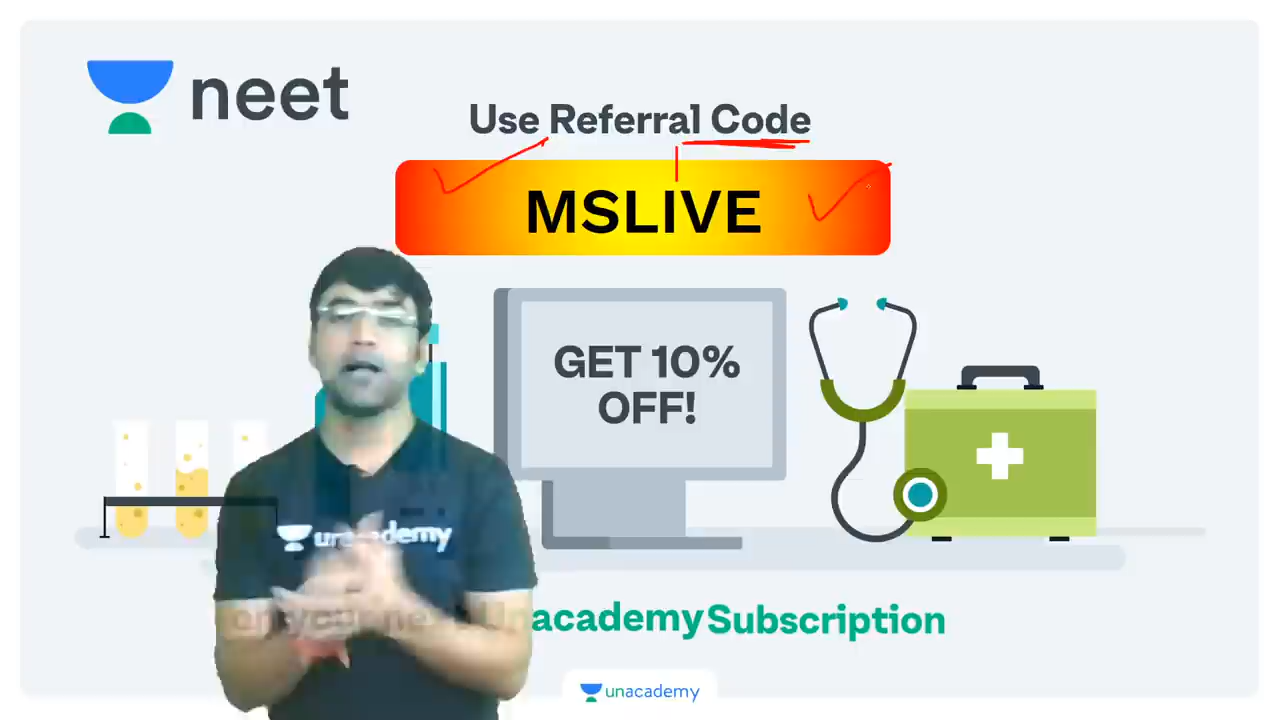 neet
Use Referral Code
MSLIVE
GET 10%
OFF!
unacademy
Unacademy Subscription
unacademy